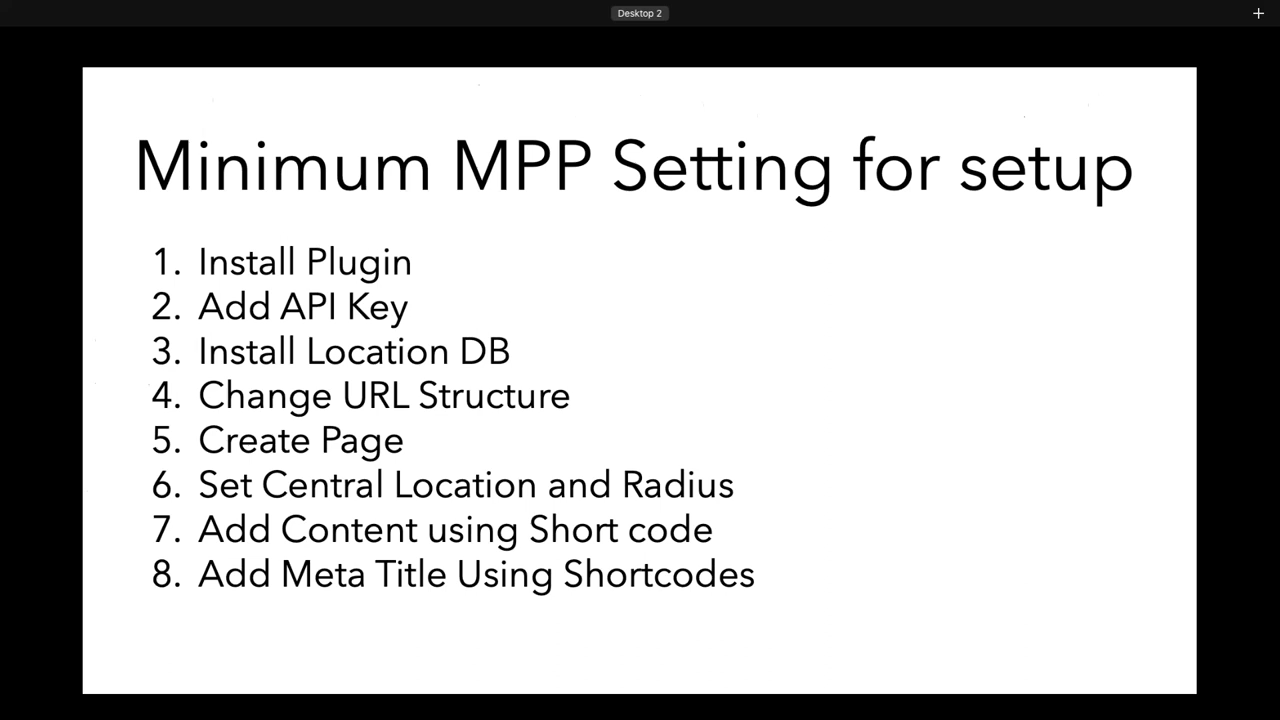 Desktop 2
Minimum MPP Setting for setup
1. Install Plugin
2. Add API Key
3. Install Location DB
4. Change URL Structure
5. Create Page
6. Set Central Location and Radius
7. Add Content using Short code
8. Add Meta Title Using Shortcodes